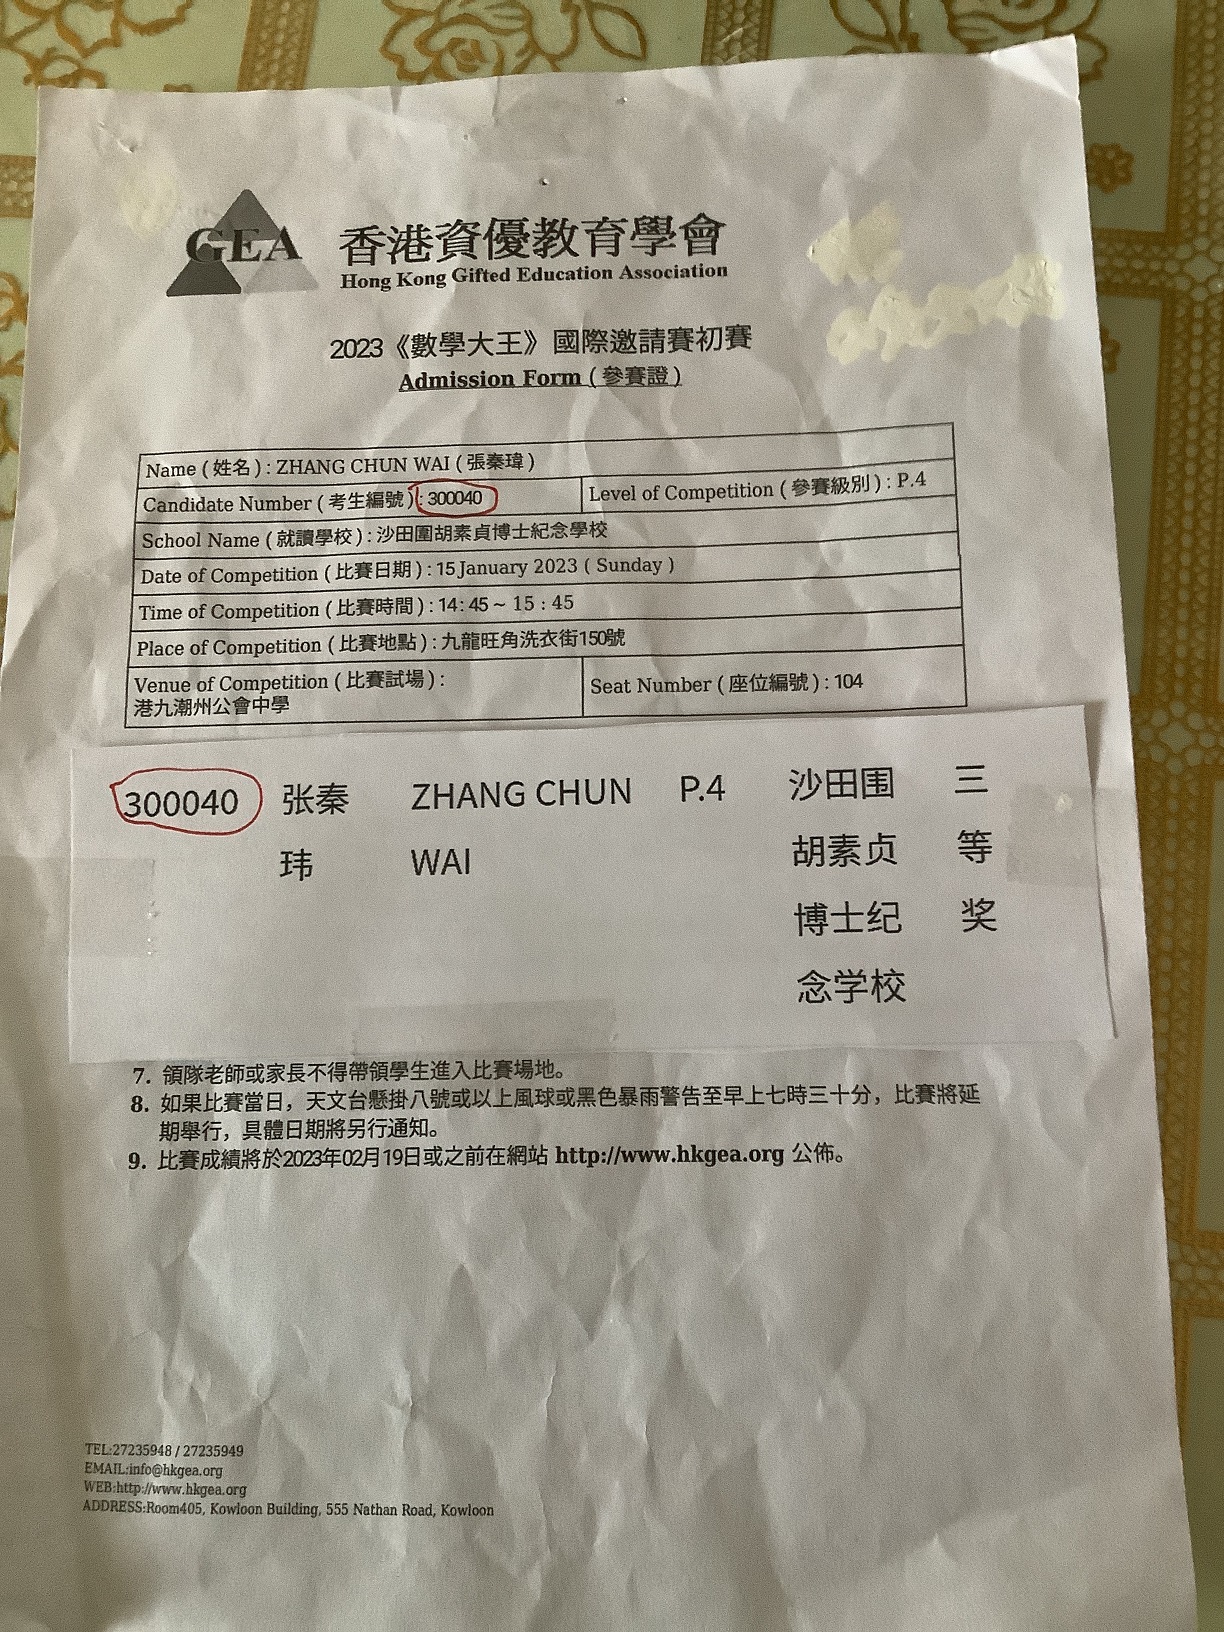 GEA 香港資優教育學會
Hong Kong Gifted Education Association
2023《數學大王》國際邀請賽初賽
Admission Form ( 參賽證 )
Name ( 姓名 ) : ZHANG CHUN WAI ( 張秦瑋 )
Candidate Number ( 考生編號 ) : 300040 Level of Competition ( 參賽級別 ) : P.4
School Name ( 就讀學校 ) : 沙田圍胡素貞博士紀念學校
Date of Competition ( 比賽日期 ) : 15 January 2023 ( Sunday )
Time of Competition ( 比賽時間 ) : 14: 45 ~ 15 : 45
Place of Competition ( 比賽地點 ) : 九龍旺角洗衣街150號
Venue of Competition ( 比賽試場 ) : Seat Number ( 座位編號 ) : 104
港九潮州公會中學
300040 张秦 ZHANG CHUN P.4 沙田围 三
玮 WAI 胡素贞 等
博士纪 奖
念学校
7. 領隊老師或家長不得帶領學生進入比賽場地。
8. 如果比賽當日，天文台懸掛八號或以上風球或黑色暴雨警告至早上七時三十分，比賽將延
期舉行，具體日期將另行通知。
9. 比賽成績將於2023年02月19日或之前在網站 http://www.hkgea.org 公佈。
TEL:27235948 / 27235949
EMAIL:info@hkgea.org
WEB:http://www.hkgea.org
ADDRESS:Room405, Kowloon Building, 555 Nathan Road, Kowloon